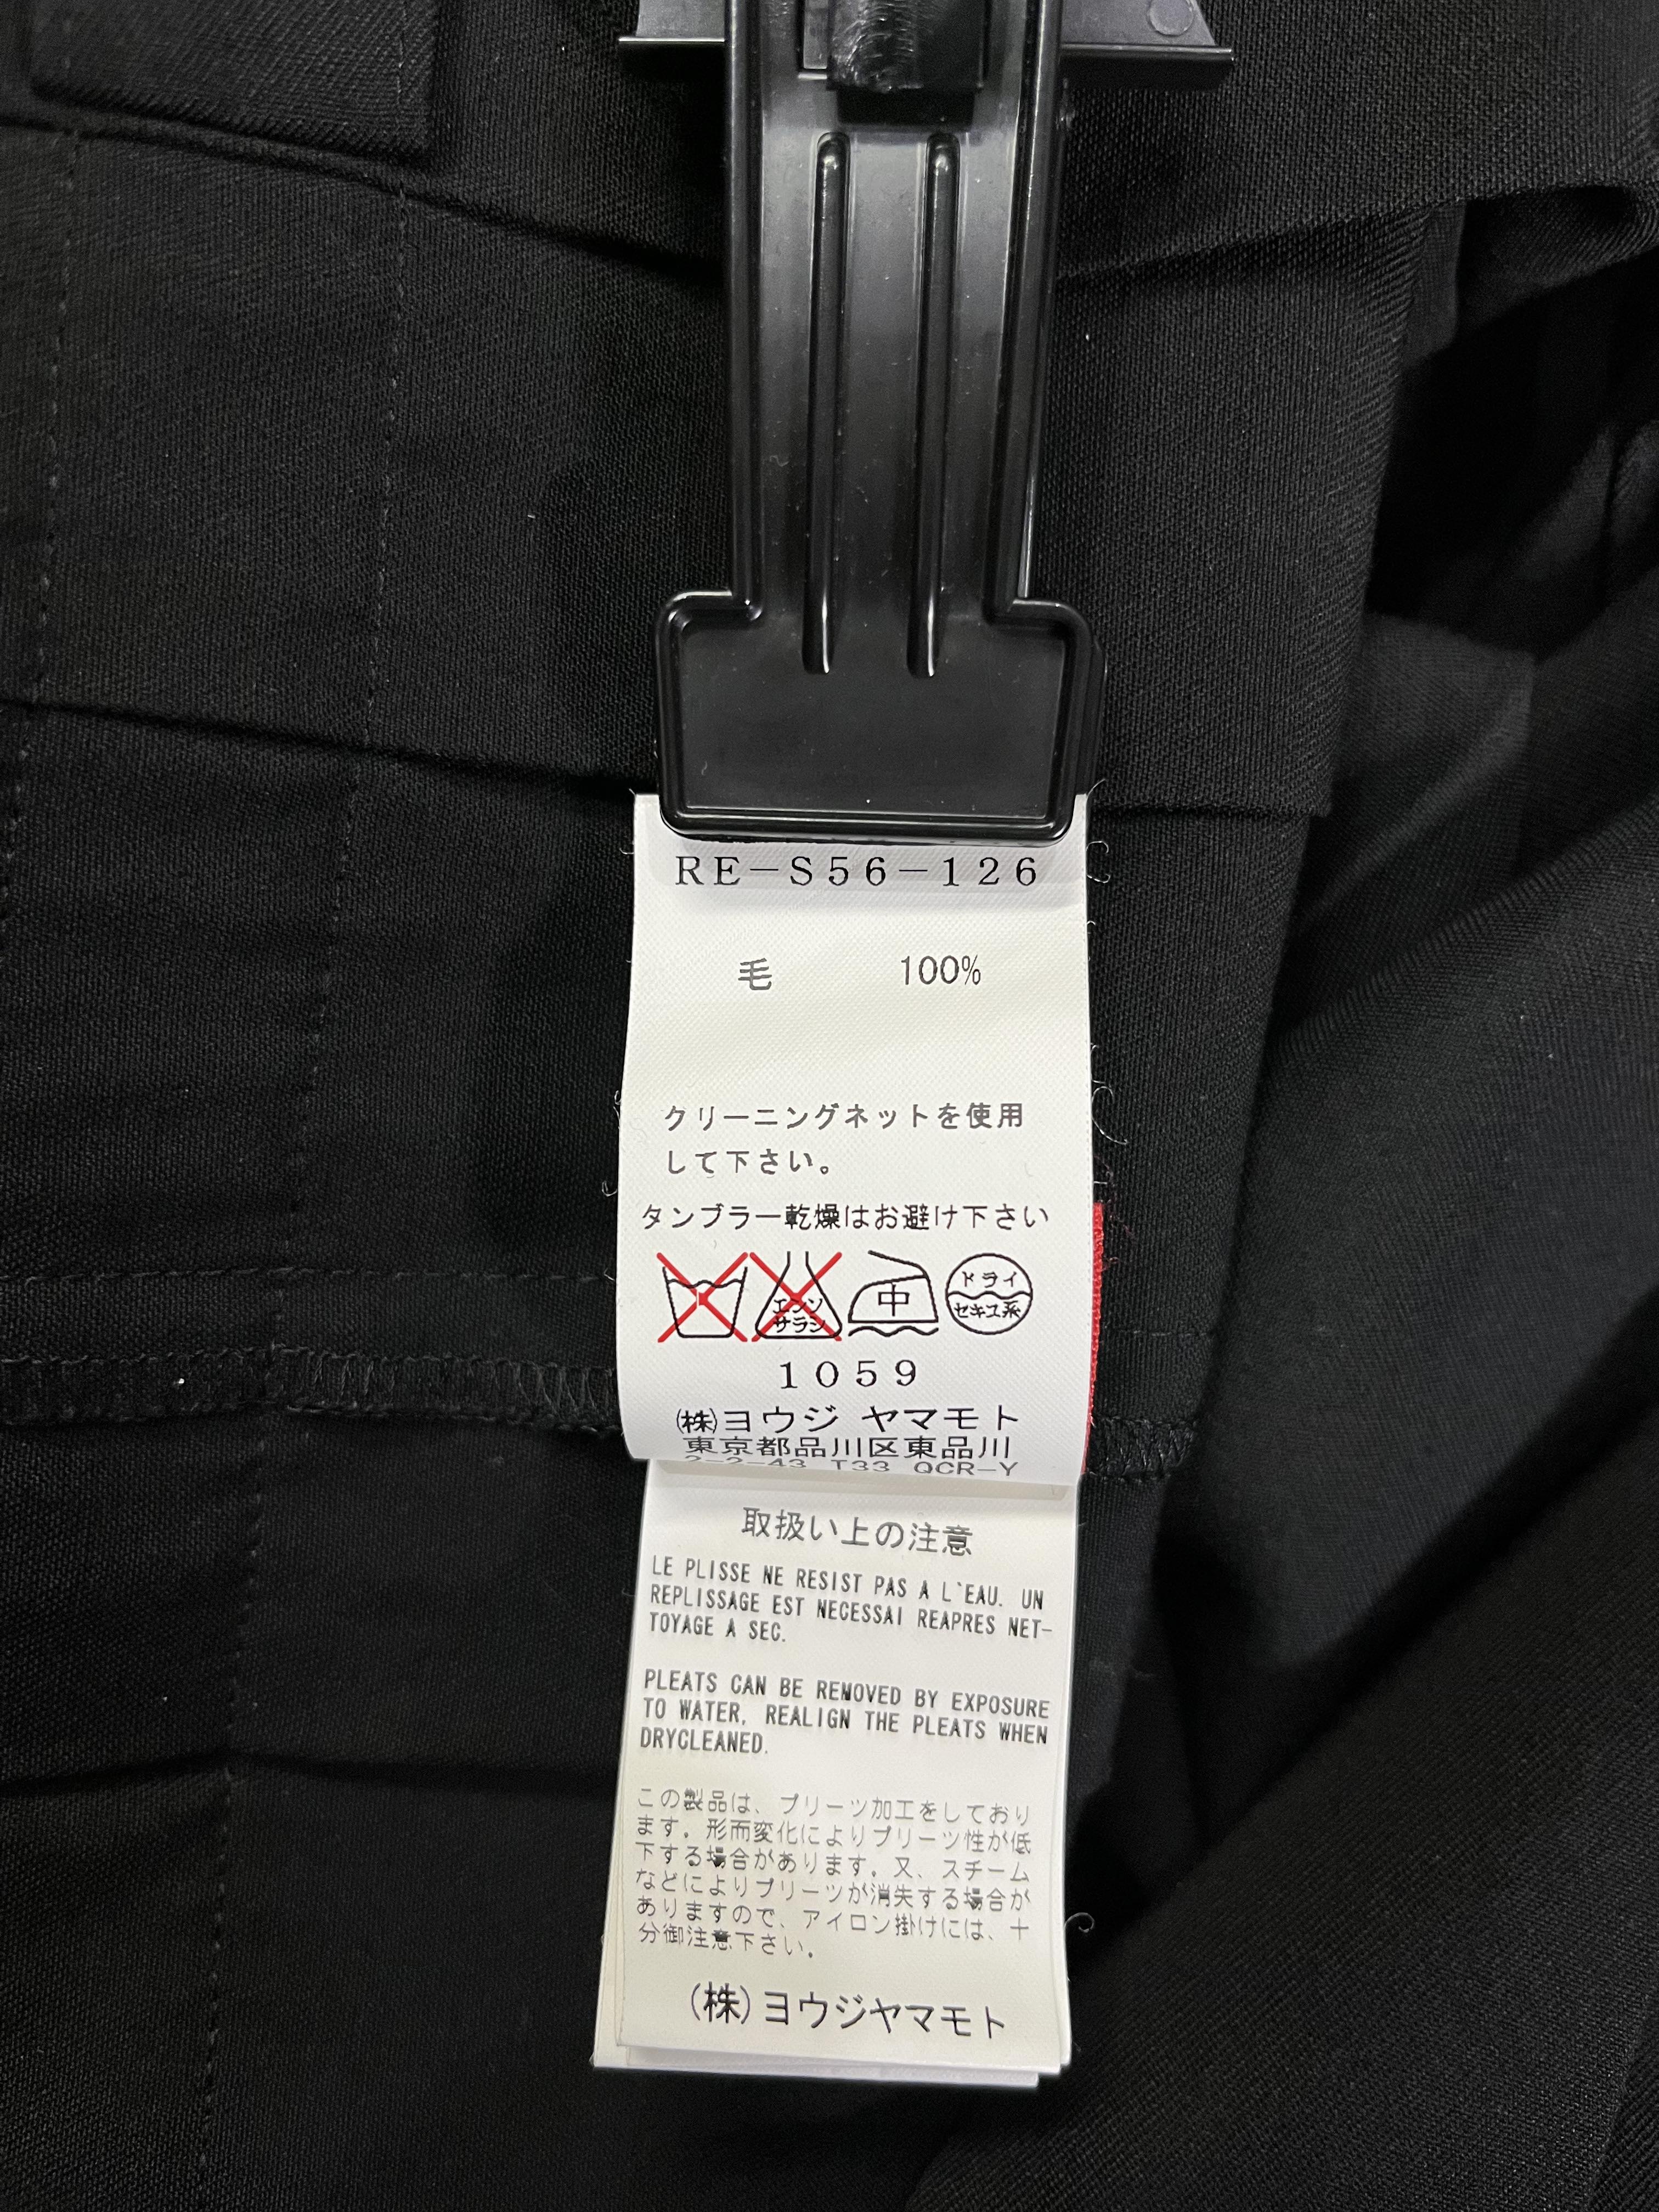 RE-S56-126
毛 100%
クリーニングネットを使用
して下さい。
タンブラー乾燥はお避け下さい
エンソ
サラシ
中
ドライ
セキユ系
1059
(株)ヨウジ ヤマモト
東京都品川区東品川
2-2-43 T33 QCR-Y
取扱い上の注意
LE PLISSE NE RESIST PAS A L`EAU. UN
REPLISSAGE EST NECESSAI REAPRES NET-
TOYAGE A SEC.
PLEATS CAN BE REMOVED BY EXPOSURE
TO WATER, REALIGN THE PLEATS WHEN
DRYCLEANED.
この製品は、プリーツ加工をしており
ます。形而変化によりプリーツ性が低
下する場合があります。又、スチーム
などによりプリーツが消失する場合が
ありますので、アイロン掛けには、十
分御注意下さい。
(株)ヨウジヤマモト